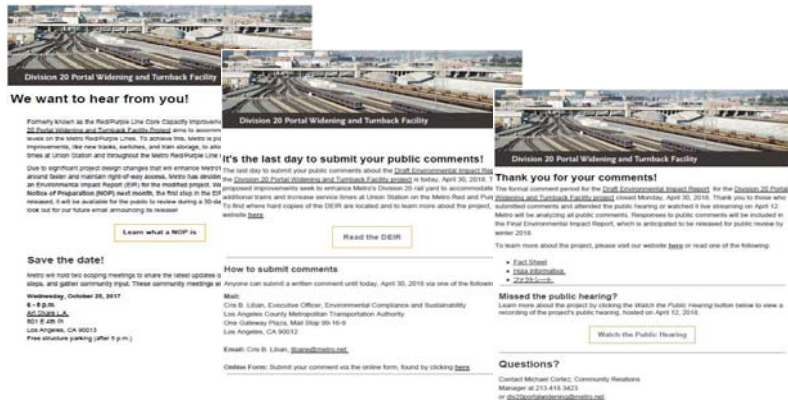 Division 20 Portal Widening and Turnback Facility
We want to hear from you!
Formerly known as the Red/Purple Line Core Capacity
20 Portal Widening and Turnback Facility Project aims to
levels on the Metro Red/Purple Lines. To achieve this, Metro is
improvements, like new tracks, switches, and train storage, to
times at Union Station and throughout the Metro Red/Purple Line
Due to significant project design changes that will enhance
around faster and maintain right-of-way access, Metro has
an Environmental Impact Report (EIR) for the modified project.
Notice of Preparation (NOP) next month, the first step in the
released, it will be available for the public to review during a
look out for our future email announcing its release!
Learn what a NOP is
Save the date!
Metro will hold two scoping meetings to share the latest updates
steps, and gather community input. These community meetings
Wednesday, October 25, 2017
6 - 8 p.m.
Art Share L.A.
801 E 4th Pl
Los Angeles, CA 90013
Free structure parking (after 5 p.m.)
Division 20 Portal Widening and Turnback Facility
It's the last day to submit your public comments!
The last day to submit your public comments about the Draft Environmental Impact
the Division 20 Portal Widening and Turnback Facility project is today, April 30, 2018.
proposed improvements seek to enhance Metro's Division 20 rail yard to accommodate
additional trains and increase service times at Union Station on the Metro Red and
To find where hard copies of the DEIR are located and to learn more about the project,
website here.
Read the DEIR
How to submit comments
Anyone can submit a written comment until today, April 30, 2018 via one of the
Mail:
Cris B. Liban, Executive Officer, Environmental Compliance and Sustainability
Los Angeles County Metropolitan Transportation Authority
One Gateway Plaza, Mail Stop 99-16-9
Los Angeles, CA 90012
Email: Cris B. Liban, libane@metro.net.
Online Form: Submit your comment via the online form, found by clicking here
Division 20 Portal Widening and Turnback Facility
Thank you for your comments!
The formal comment period for the Draft Environmental Impact Report for the Division 20 Portal
Widening and Turnback Facility project closed Monday, April 30, 2018. Thank you to those who
submitted comments and attended the public hearing or watched it live streaming on April 12.
Metro will be analyzing all public comments. Responses to public comments will be included in
the Final Environmental Impact Report, which is anticipated to be released for public review by
winter 2018.
To learn more about the project, please visit our website here or read one of the following:
Fact Sheet
Hoja informativa
ファクトシート
Missed the public hearing?
Learn more about the project by clicking the Watch the Public Hearing button below to view a
recording of the project's public hearing, hosted on April 12, 2018.
Watch the Public Hearing
Questions?
Contact Michael Cortez, Community Relations
Manager at 213.418.3423
or div20portalwidening@metro.net.